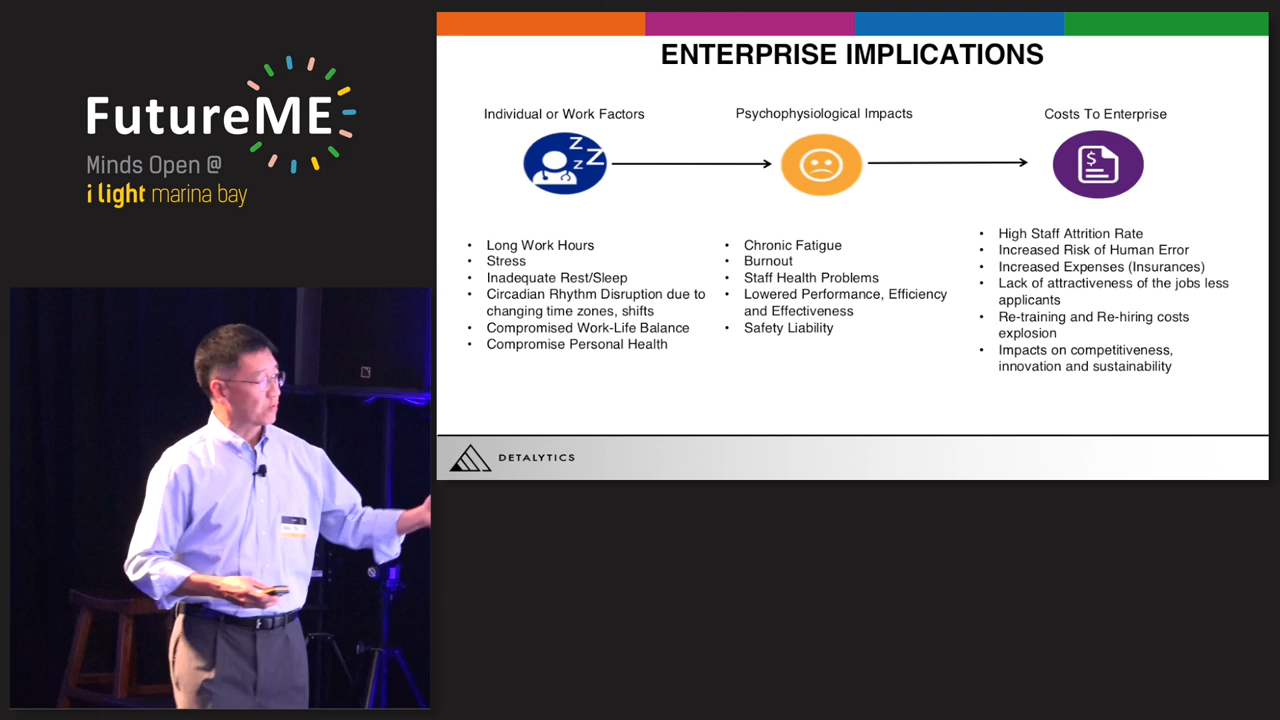 FutureME
Minds Open @
i light marina bay
ENTERPRISE IMPLICATIONS
Individual or Work Factors
Z Z Z
• Long Work Hours
• Stress
• Inadequate Rest/Sleep
• Circadian Rhythm Disruption due to
changing time zones, shifts
• Compromised Work-Life Balance
• Compromise Personal Health
Psychophysiological Impacts
• Chronic Fatigue
• Burnout
• Staff Health Problems
• Lowered Performance, Efficiency
and Effectiveness
• Safety Liability
Costs To Enterprise
$
• High Staff Attrition Rate
• Increased Risk of Human Error
• Increased Expenses (Insurances)
• Lack of attractiveness of the jobs less
applicants
• Re-training and Re-hiring costs
explosion
• Impacts on competitiveness,
innovation and sustainability
DETALYTICS